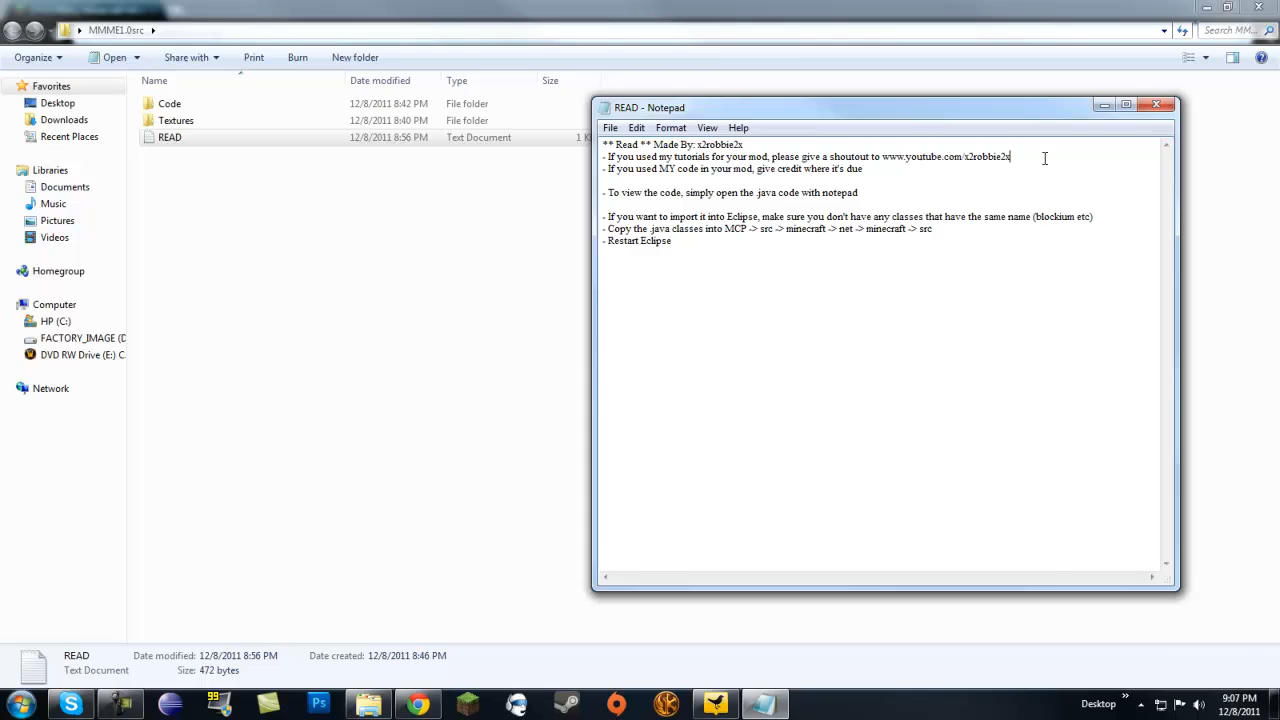 MMME1.0src
Search MM...
Organize Open Share with Print Burn New folder
Name Date modified Type Size
Favorites
Desktop
Downloads
Recent Places
Libraries
Documents
Music
Pictures
Videos
Homegroup
Computer
HP (C:)
FACTORY_IMAGE (D
DVD RW Drive (E:) C
Network
Code 12/8/2011 8:42 PM File folder
Textures 12/8/2011 8:40 PM File folder
READ 12/8/2011 8:56 PM Text Document 1 K
READ - Notepad
File Edit Format View Help
** Read ** Made By: x2robbie2x
- If you used my tutorials for your mod, please give a shoutout to www.youtube.com/x2robbie2x
- If you used MY code in your mod, give credit where it's due
- To view the code, simply open the .java code with notepad
- If you want to import it into Eclipse, make sure you don't have any classes that have the same name (blockium etc)
- Copy the .java classes into MCP -> src -> minecraft -> net -> minecraft -> src
- Restart Eclipse
READ Date modified: 12/8/2011 8:56 PM Date created: 12/8/2011 8:46 PM
Text Document Size: 472 bytes
99
Ps
Desktop
9:07 PM
12/8/2011